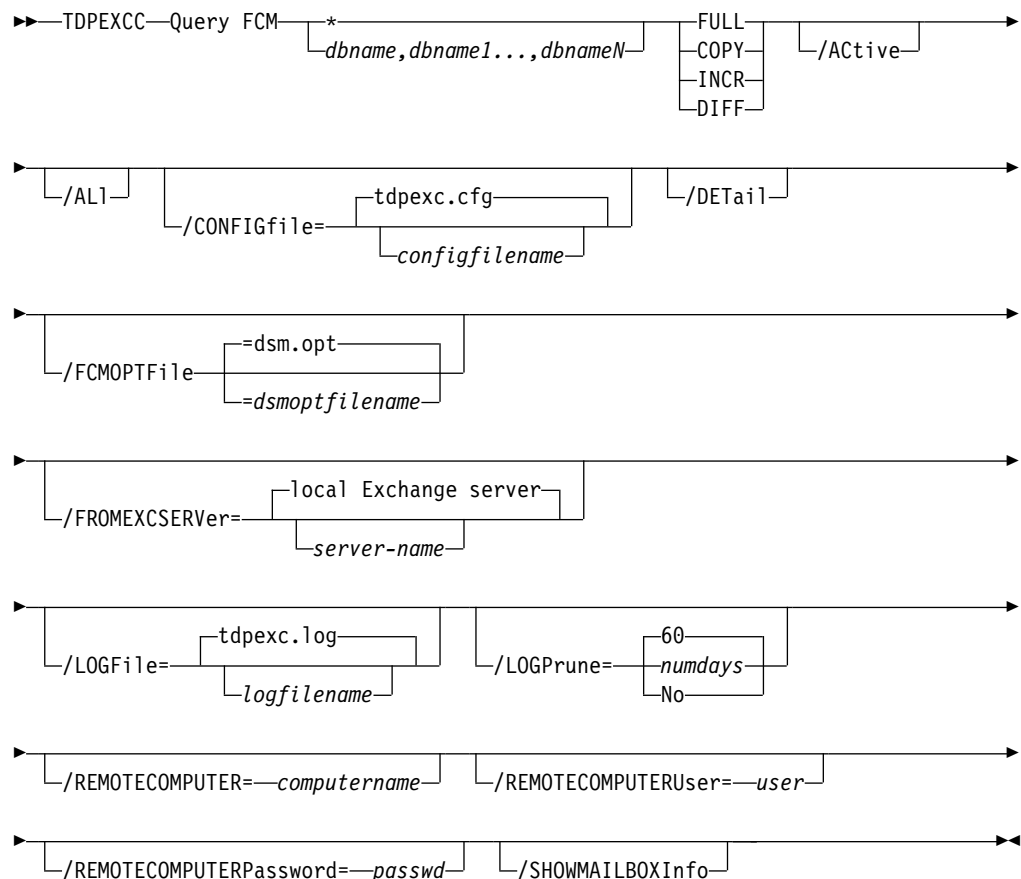 TDPEXCC Query FCM * FULL
dbname,dbname1...,dbnameN COPY /ACtive
INCR
DIFF
/ALl tdpexc.cfg /DETail
/CONFIGfile=
configfilename
=dsm.opt
/FCMOPTFile
=dsmoptfilename
local Exchange server
/FROMEXCSERVer=
server-name
tdpexc.log 60
/LOGFile= /LOGPrune= numdays
logfilename No
/REMOTECOMPUTER= computername /REMOTECOMPUTERUser= user
/REMOTECOMPUTERPassword= passwd /SHOWMAILBOXInfo